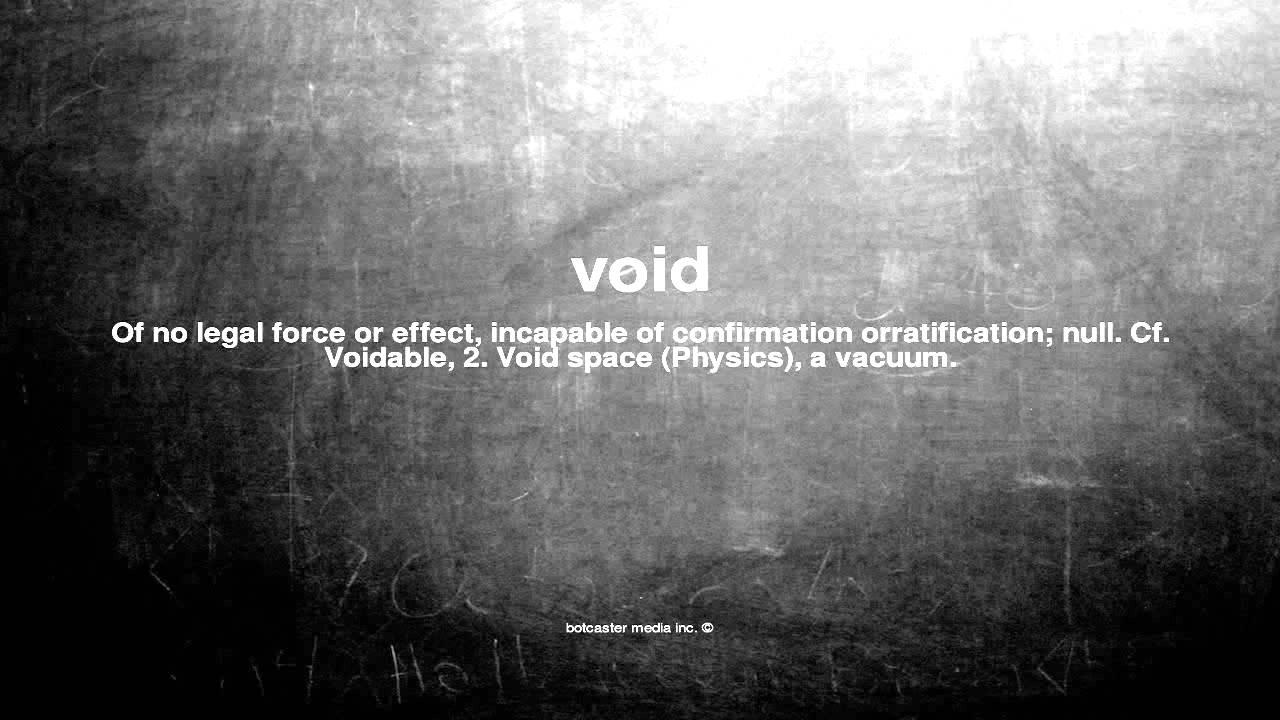 void
Of no legal force or effect, incapable of confirmation orratification; null. Cf.
Voidable, 2. Void space (Physics), a vacuum.
botcaster media inc. ©